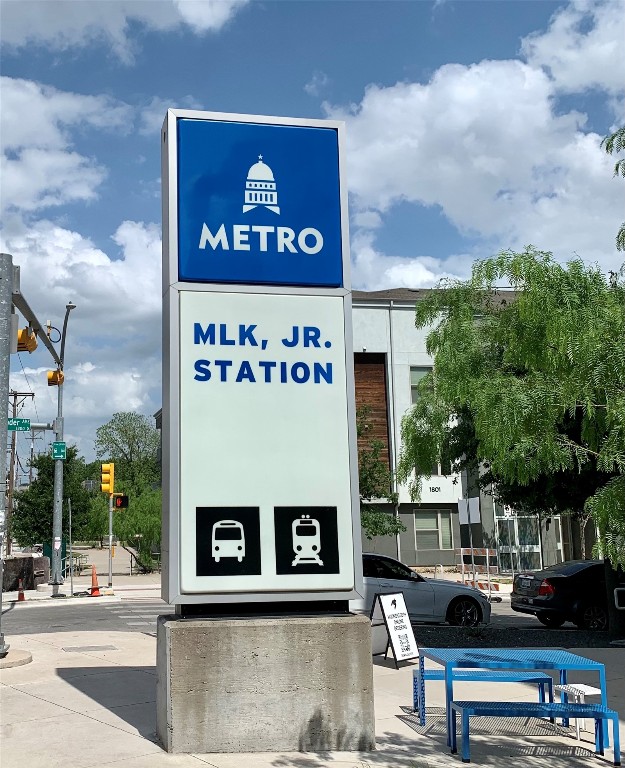 METRO
MLK, JR.
STATION
1801